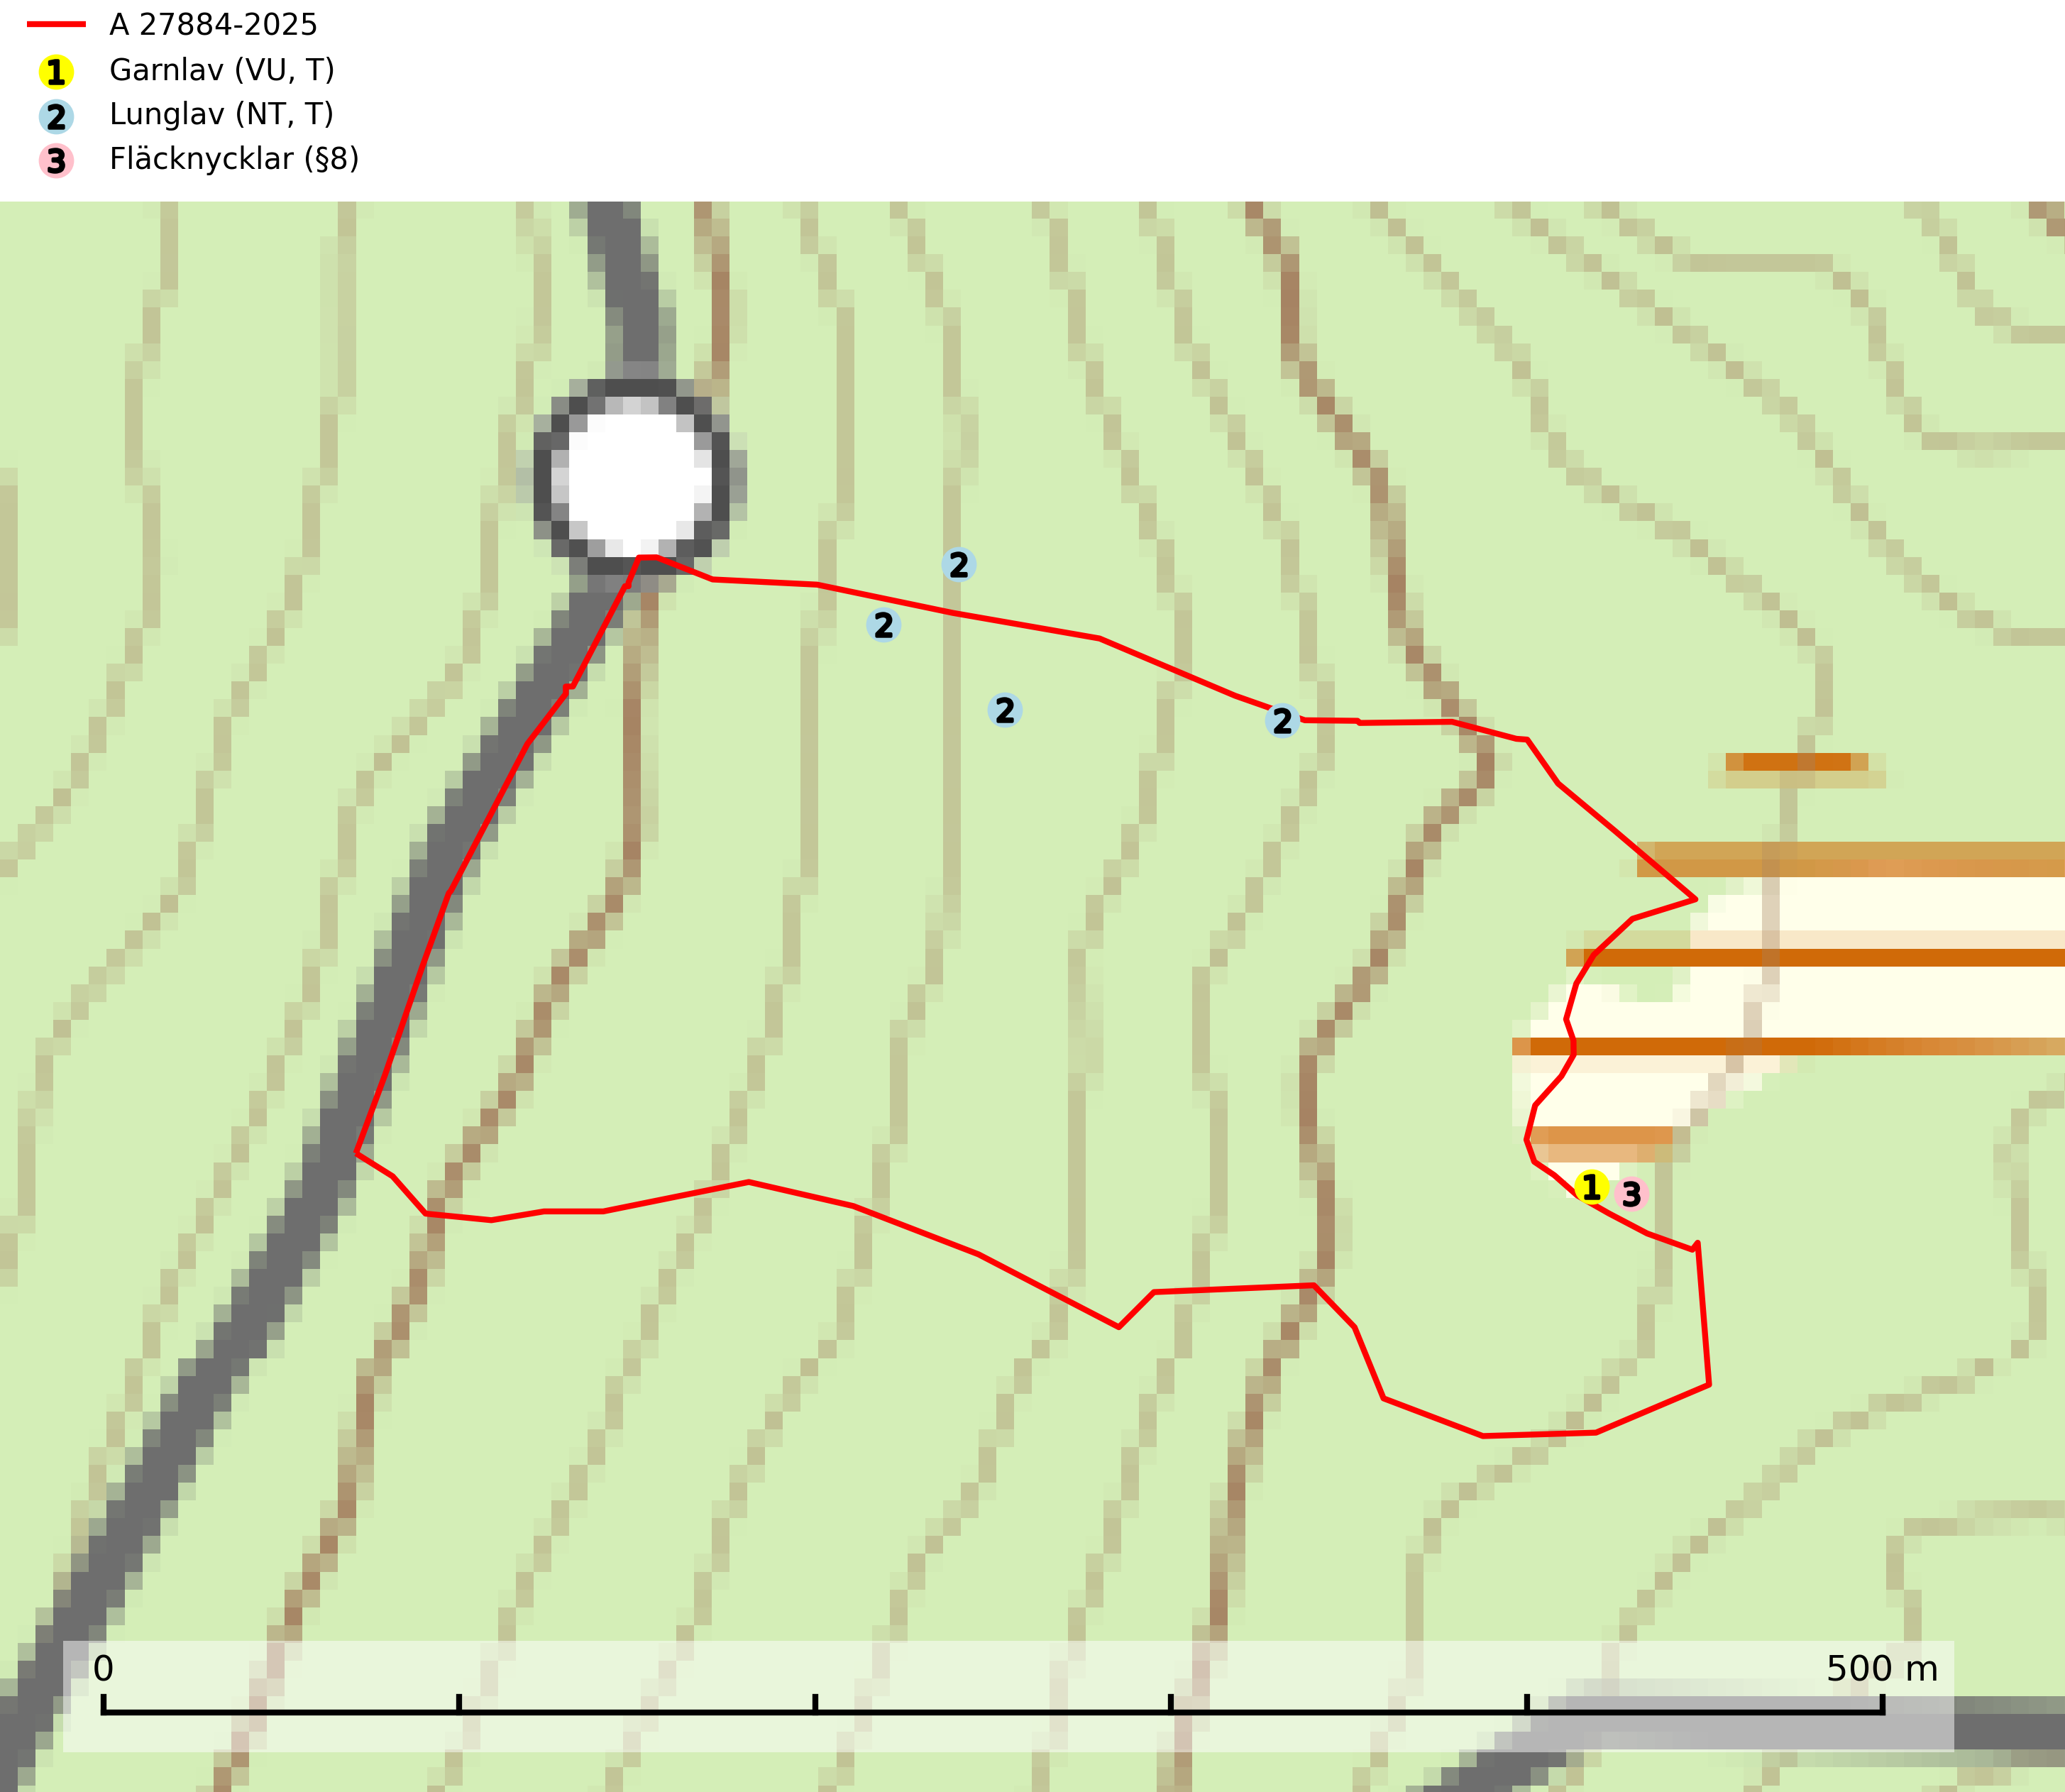 A 27884-2025
1 Garnlav (VU, T)
2 Lunglav (NT, T)
3 Fläcknycklar (§8)
2
2
2
2
1 3
0 500 m